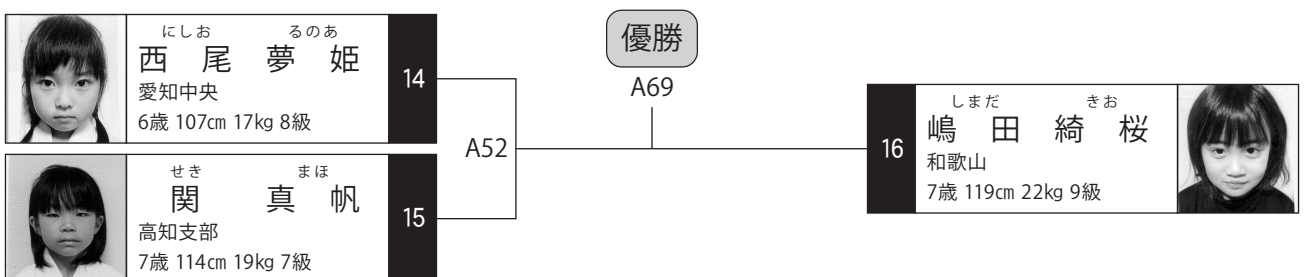 にしお るのあ
西尾 夢姫
14
愛知中央
6歳 107cm 17kg 8級
せき まほ
関 真帆
15
高知支部
7歳 114cm 19kg 7級
A52
優勝
A69
16
しまだ きお
嶋田 綺桜
和歌山
7歳 119cm 22kg 9級